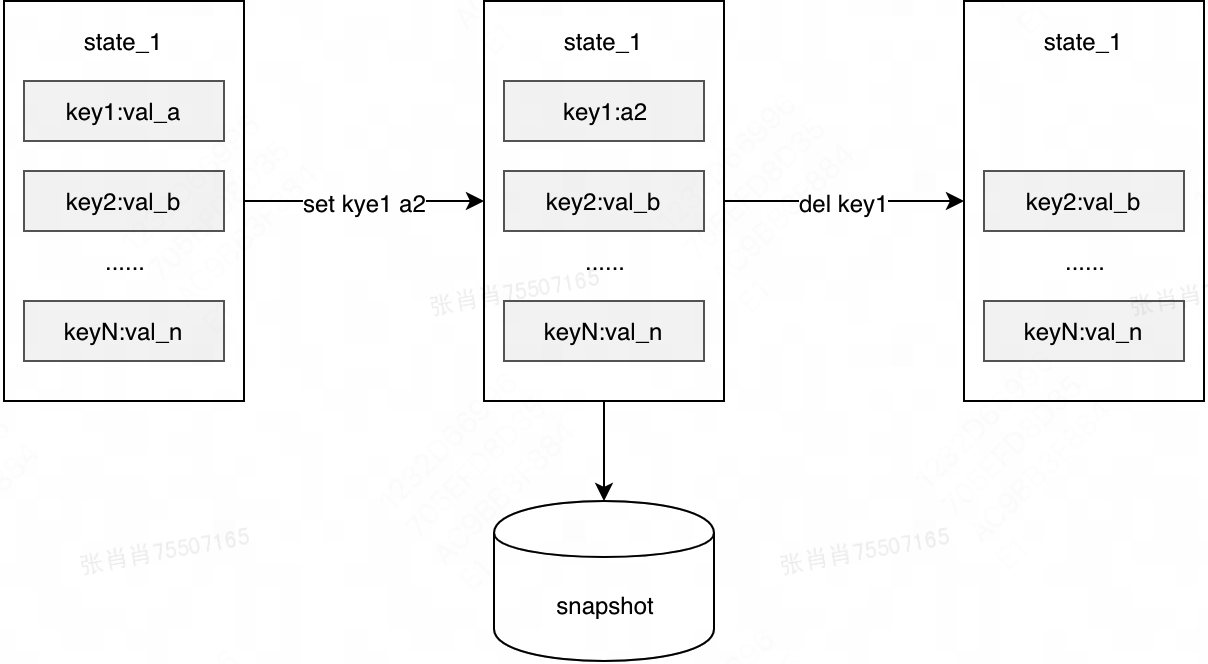 state_1
key1:val_a
key2:val_b
......
keyN:val_n
set kye1 a2
state_1
key1:a2
key2:val_b
......
keyN:val_n
del key1
state_1
key2:val_b
......
keyN:val_n
snapshot
张肖肖75507165
张肖肖75507165
张肖肖75507165